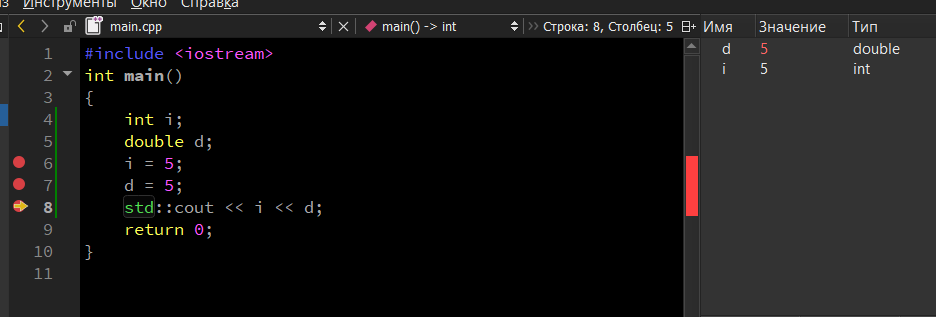 из Инструменты Окно Справка
main.cpp main() -> int Строка: 8, Столбец: 5 Имя Значение Тип
1 #include <iostream>
2 int main()
3 {
4 int i;
5 double d;
6 i = 5;
7 d = 5;
8 std::cout << i << d;
9 return 0;
10 }
11
d 5 double
i 5 int